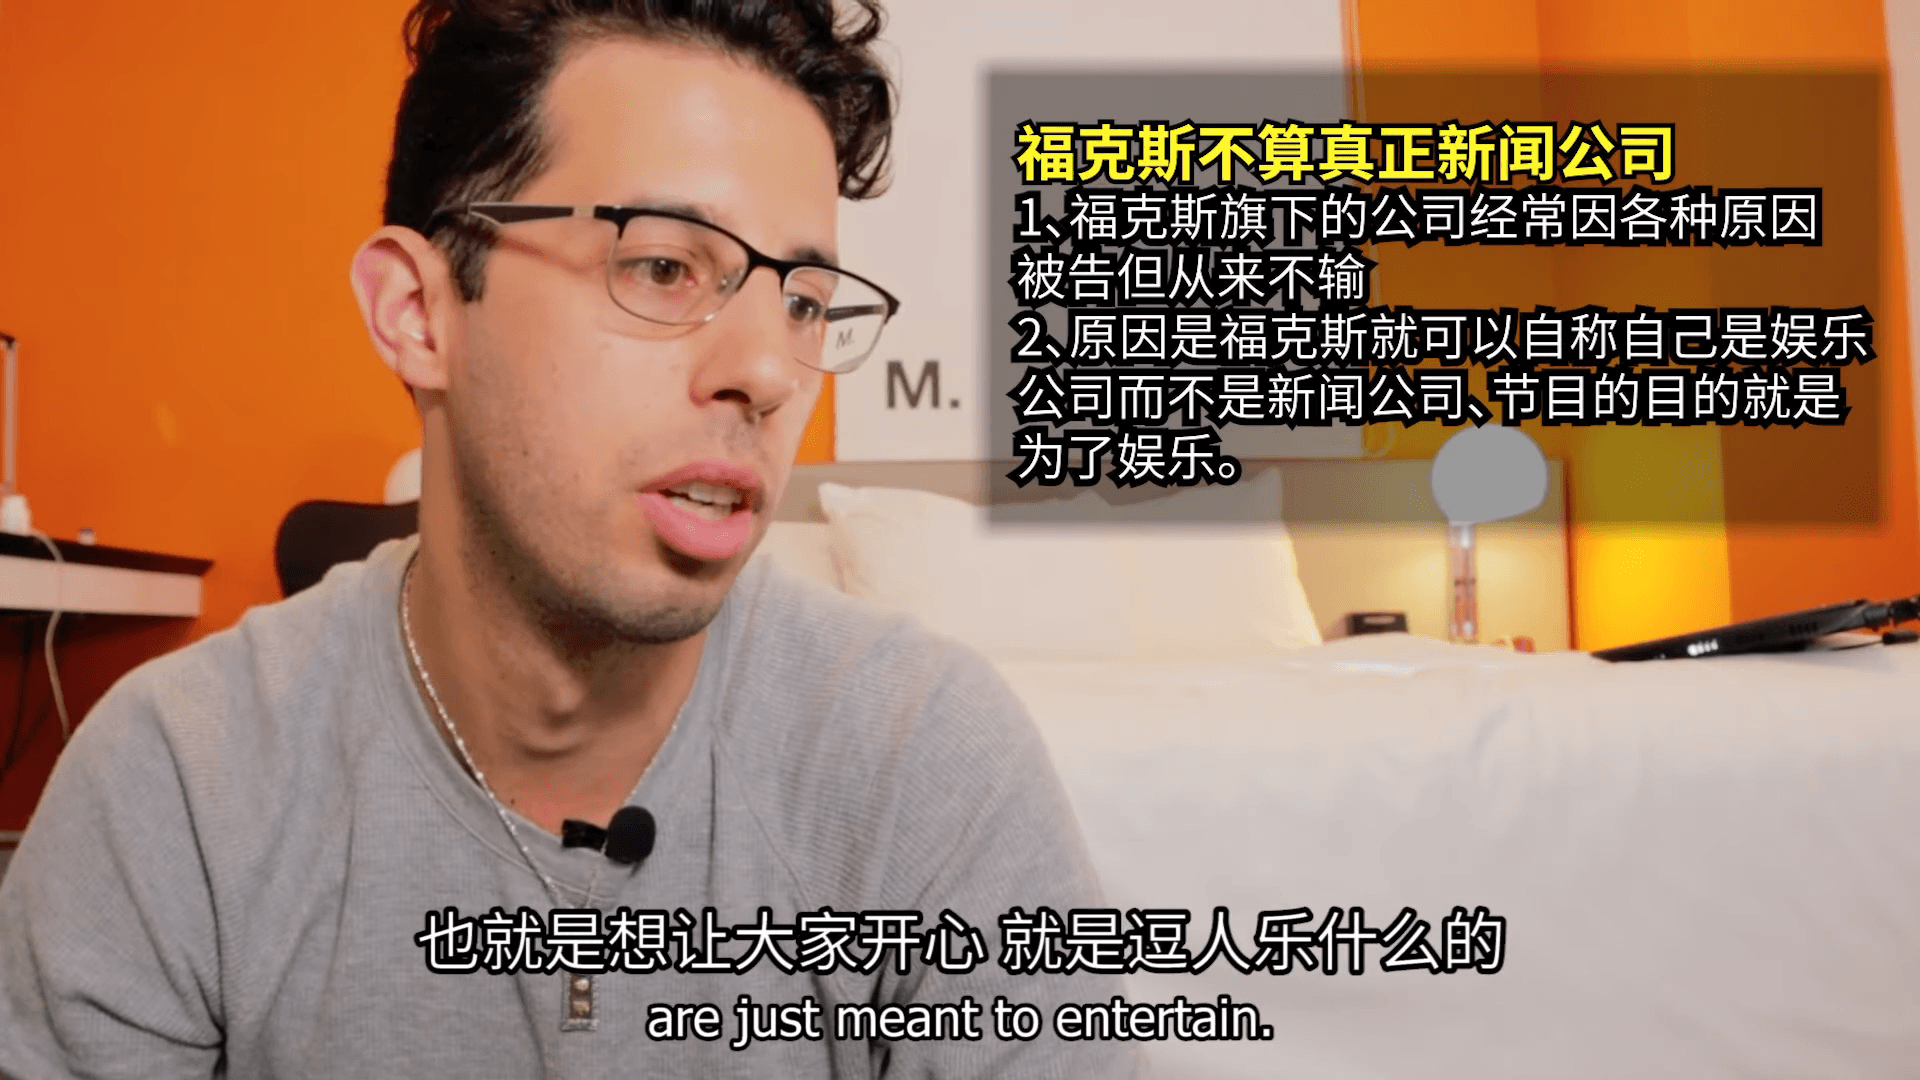 福克斯不算真正新闻公司
1、福克斯旗下的公司经常因各种原因
被告但从来不输
2、原因是福克斯就可以自称自己是娱乐
公司而不是新闻公司、节目的目的就是
为了娱乐。
M.
M.
也就是想让大家开心 就是逗人乐什么的
are just meant to entertain.